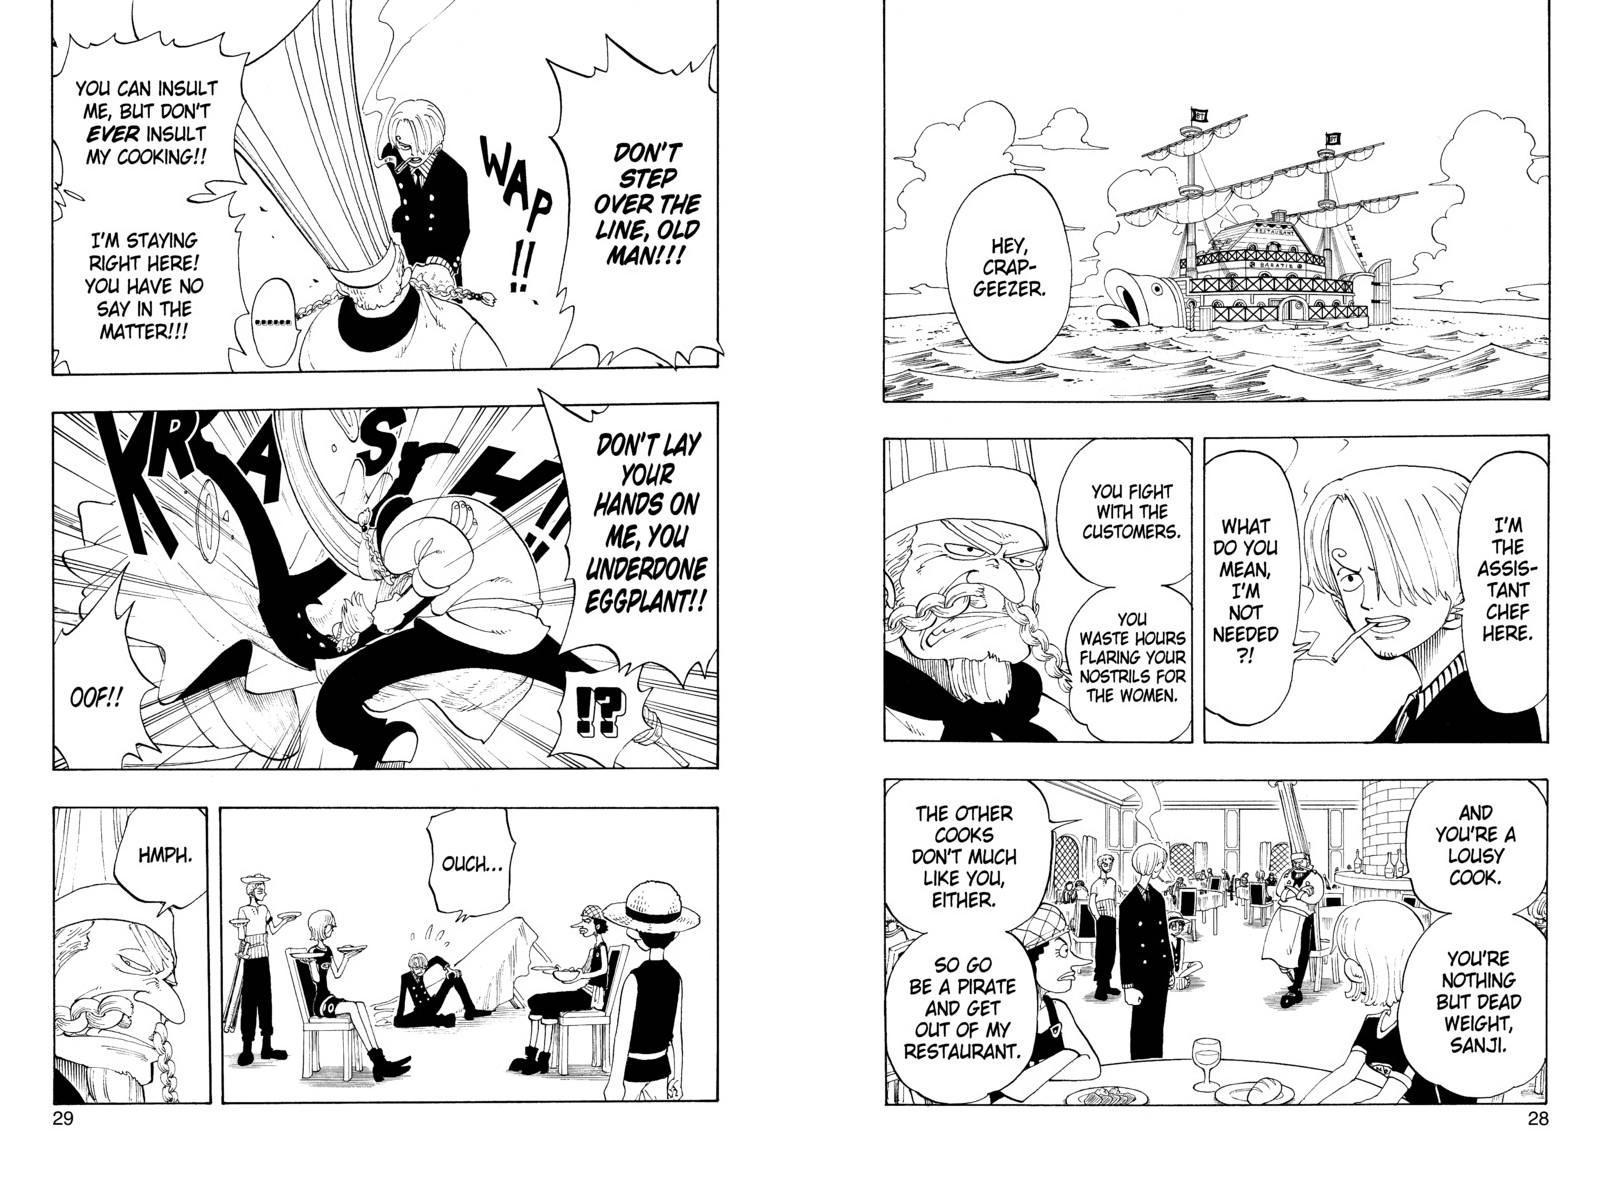 HEY,
CRAP-
GEEZER.
RESTAURANT
BARATIE
I'M
THE
ASSIS-
TANT
CHEF
HERE.
WHAT
DO YOU
MEAN,
I'M
NOT
NEEDED
?!
YOU FIGHT
WITH THE
CUSTOMERS.
YOU
WASTE HOURS
FLARING YOUR
NOSTRILS FOR
THE WOMEN.
AND
YOU'RE A
LOUSY
COOK.
YOU'RE
NOTHING
BUT DEAD
WEIGHT,
SANJI.
THE OTHER
COOKS
DON'T MUCH
LIKE YOU,
EITHER.
SO GO
BE A PIRATE
AND GET
OUT OF MY
RESTAURANT.
28
DON'T
STEP
OVER THE
LINE, OLD
MAN!!!
WAP!!
YOU CAN INSULT
ME, BUT DON'T
EVER INSULT
MY COOKING!!
I'M STAYING
RIGHT HERE!
YOU HAVE NO
SAY IN THE
MATTER!!!
......
DON'T LAY
YOUR
HANDS ON
ME, YOU
UNDERDONE
EGGPLANT!!
KRASH!!
!?
OOF!!
OUCH...
HMPH.
29